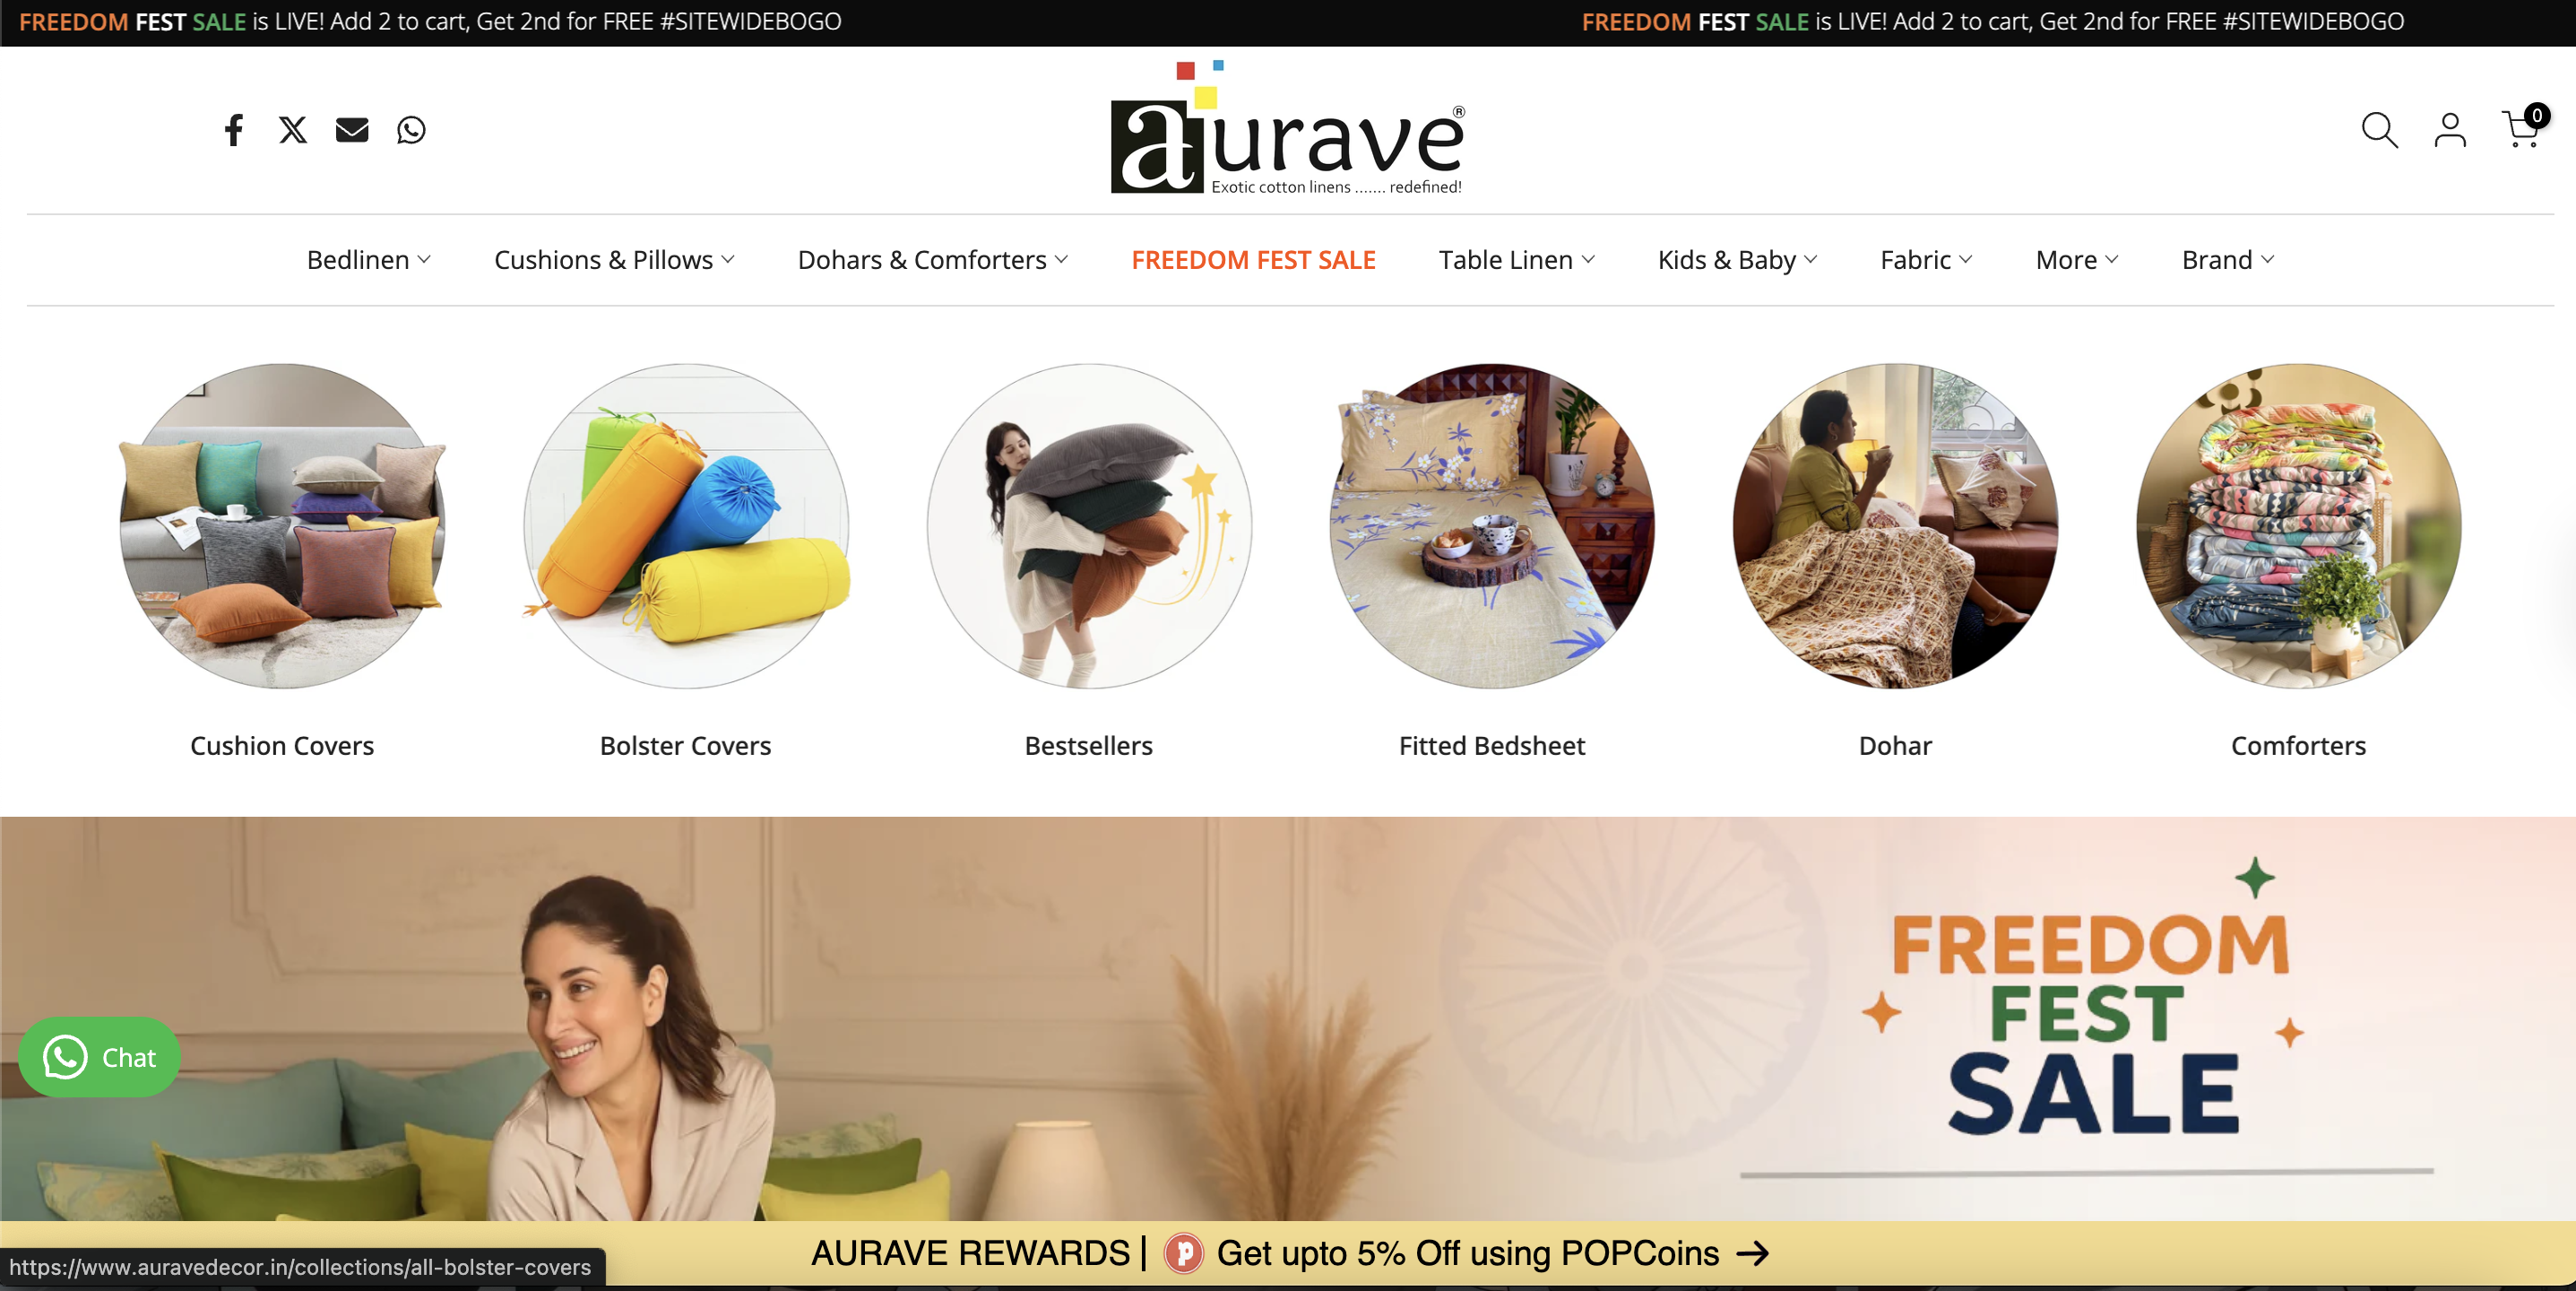 FREEDOM FEST SALE is LIVE! Add 2 to cart, Get 2nd for FREE #SITEWIDEBOGO
FREEDOM FEST SALE is LIVE! Add 2 to cart, Get 2nd for FREE #SITEWIDEBOGO
aurave®
Exotic cotton linens ....... redefined!
0
Bedlinen
Cushions & Pillows
Dohars & Comforters
FREEDOM FEST SALE
Table Linen
Kids & Baby
Fabric
More
Brand
Cushion Covers
Bolster Covers
Bestsellers
Fitted Bedsheet
Dohar
Comforters
FREEDOM
FEST
SALE
Chat
AURAVE REWARDS | P Get upto 5% Off using POPCoins →
https://www.auravedecor.in/collections/all-bolster-covers